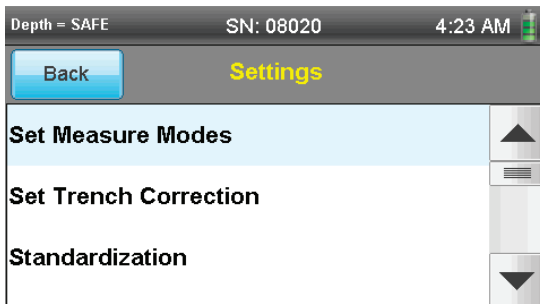 Depth = SAFE SN: 08020 4:23 AM
Back Settings
Set Measure Modes
Set Trench Correction
Standardization